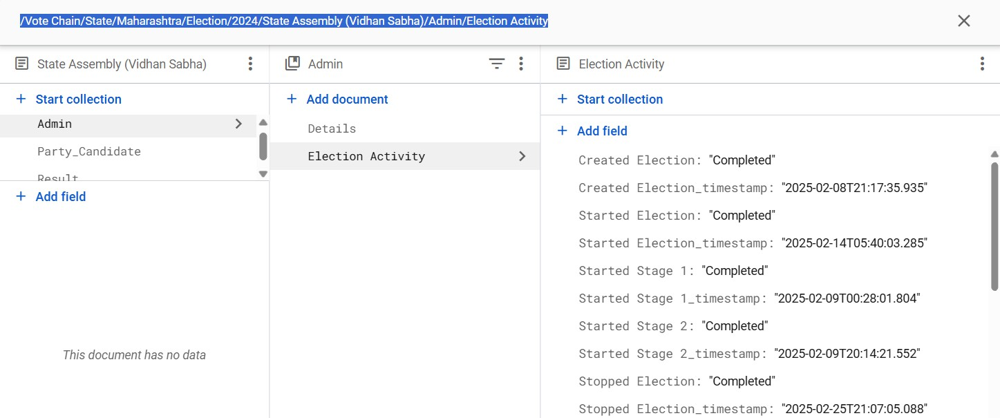 /Vote Chain/State/Maharashtra/Election/2024/State Assembly (Vidhan Sabha)/Admin/Election Activity
State Assembly (Vidhan Sabha)
Start collection
Admin
Party_Candidate
Result
Add field
This document has no data
Admin
Add document
Details
Election Activity
Election Activity
Start collection
Add field
Created Election: "Completed"
Created Election_timestamp: "2025-02-08T21:17:35.935"
Started Election: "Completed"
Started Election_timestamp: "2025-02-14T05:40:03.285"
Started Stage 1: "Completed"
Started Stage 1_timestamp: "2025-02-09T00:28:01.804"
Started Stage 2: "Completed"
Started Stage 2_timestamp: "2025-02-09T20:14:21.552"
Stopped Election: "Completed"
Stopped Election_timestamp: "2025-02-25T21:07:05.088"